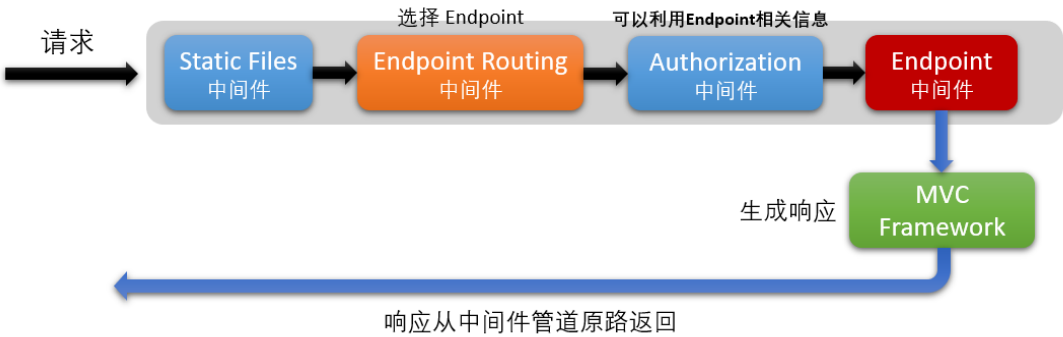 选择 Endpoint
可以利用Endpoint相关信息
请求
Static Files
中间件
Endpoint Routing
中间件
Authorization
中间件
Endpoint
中间件
MVC
Framework
生成响应
响应从中间件管道原路返回